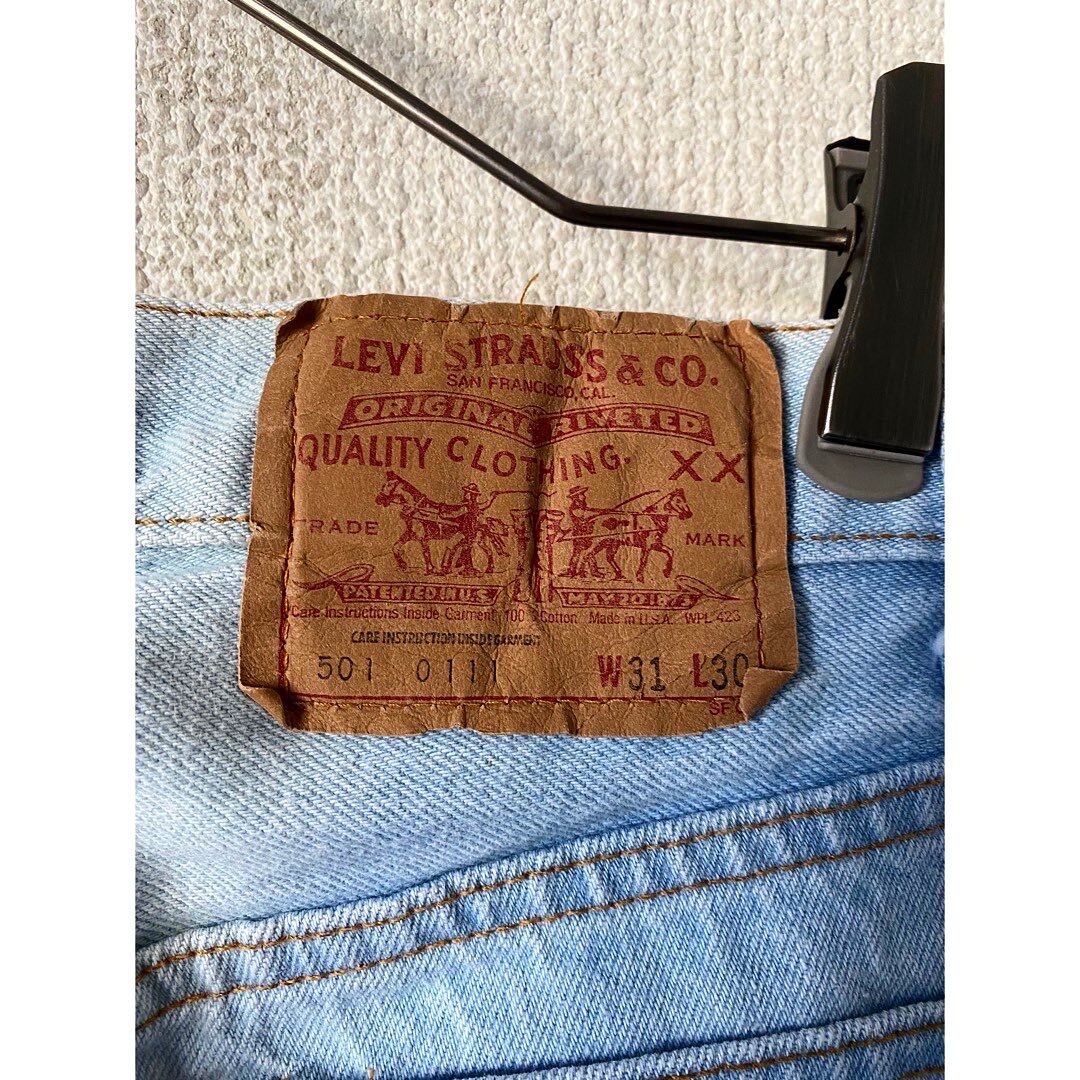 LEVI STRAUSS & CO.
SAN FRANCISCO, CAL.
ORIGINAL RIVETED
QUALITY CLOTHING. XX
TRADE MARK
PATENTED IN U.S. MAY 20 1873
Care Instructions Inside Garment 100% Cotton Made in U.S.A. WPL 423
CARE INSTRUCTION INSIDE GARMENT
501 0111 W31 L30